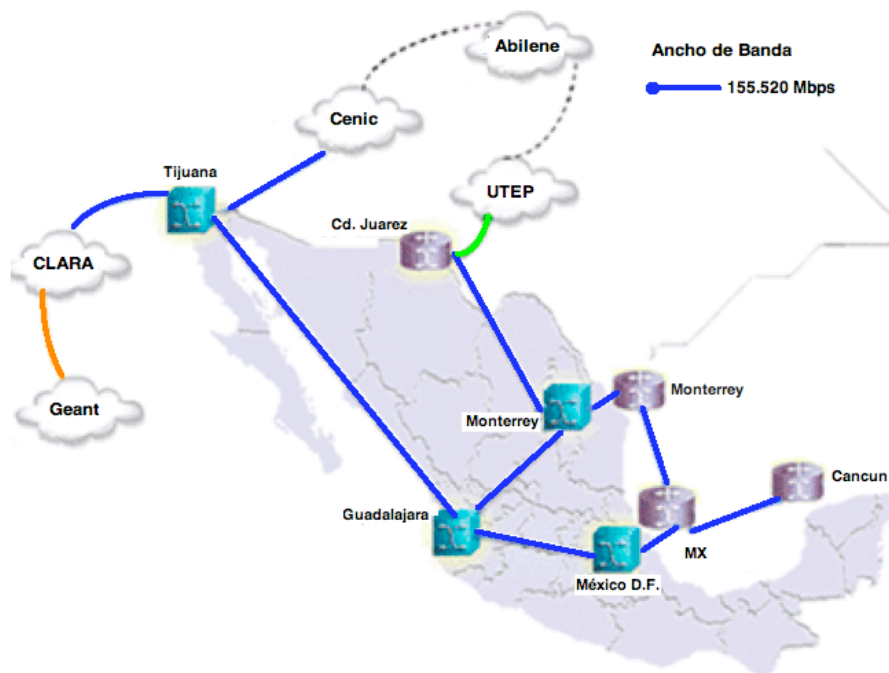 Abilene
Ancho de Banda
155.520 Mbps
Cenic
Tijuana
UTEP
Cd. Juarez
CLARA
Geant
Monterrey
Monterrey
Cancun
Guadalajara
MX
México D.F.